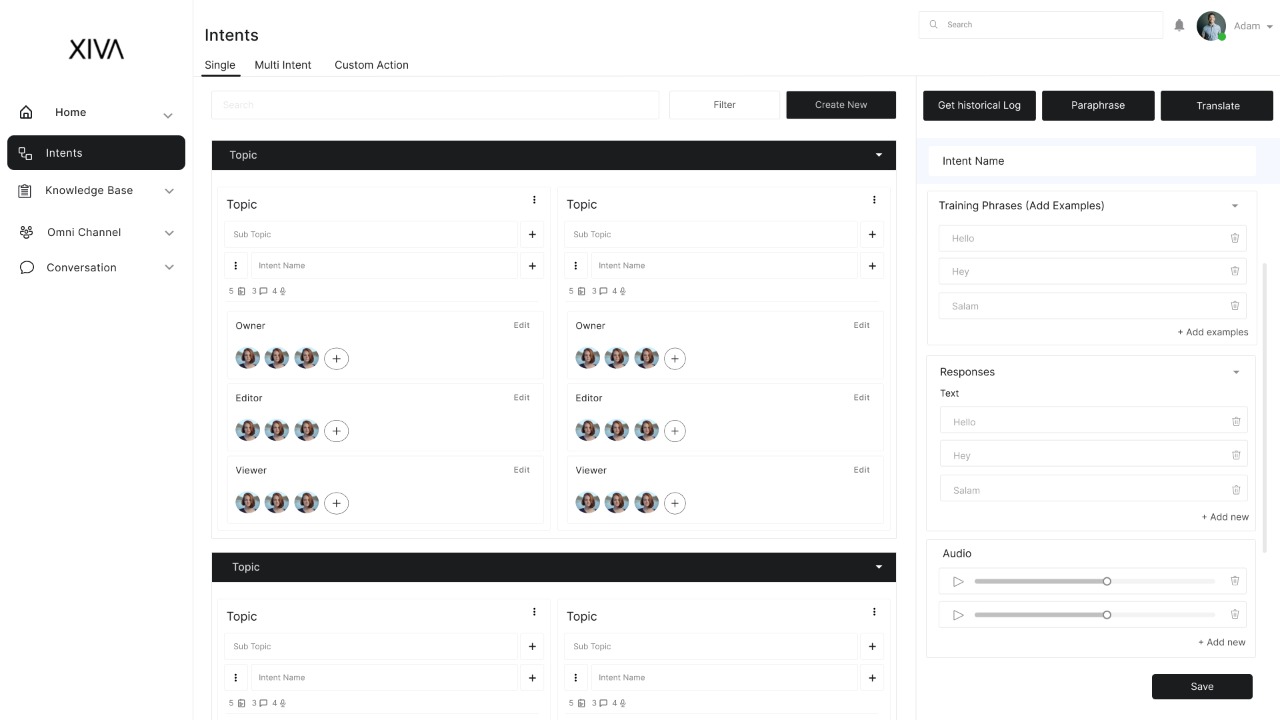 XIVA
Home
Intents
Knowledge Base
Omni Channel
Conversation
Intents
Search
Adam
Single Multi Intent Custom Action
Search
Filter
Create New
Topic
Topic
Sub Topic
Intent Name
5 3 4
Owner Edit
Editor Edit
Viewer Edit
Topic
Sub Topic
Intent Name
5 3 4
Owner Edit
Editor Edit
Viewer Edit
Topic
Topic
Sub Topic
Intent Name
5 3 4
Topic
Sub Topic
Intent Name
5 3 4
Get historical Log
Paraphrase
Translate
Intent Name
Training Phrases (Add Examples)
Hello
Hey
Salam
+ Add examples
Responses
Text
Hello
Hey
Salam
+ Add new
Audio
+ Add new
Save